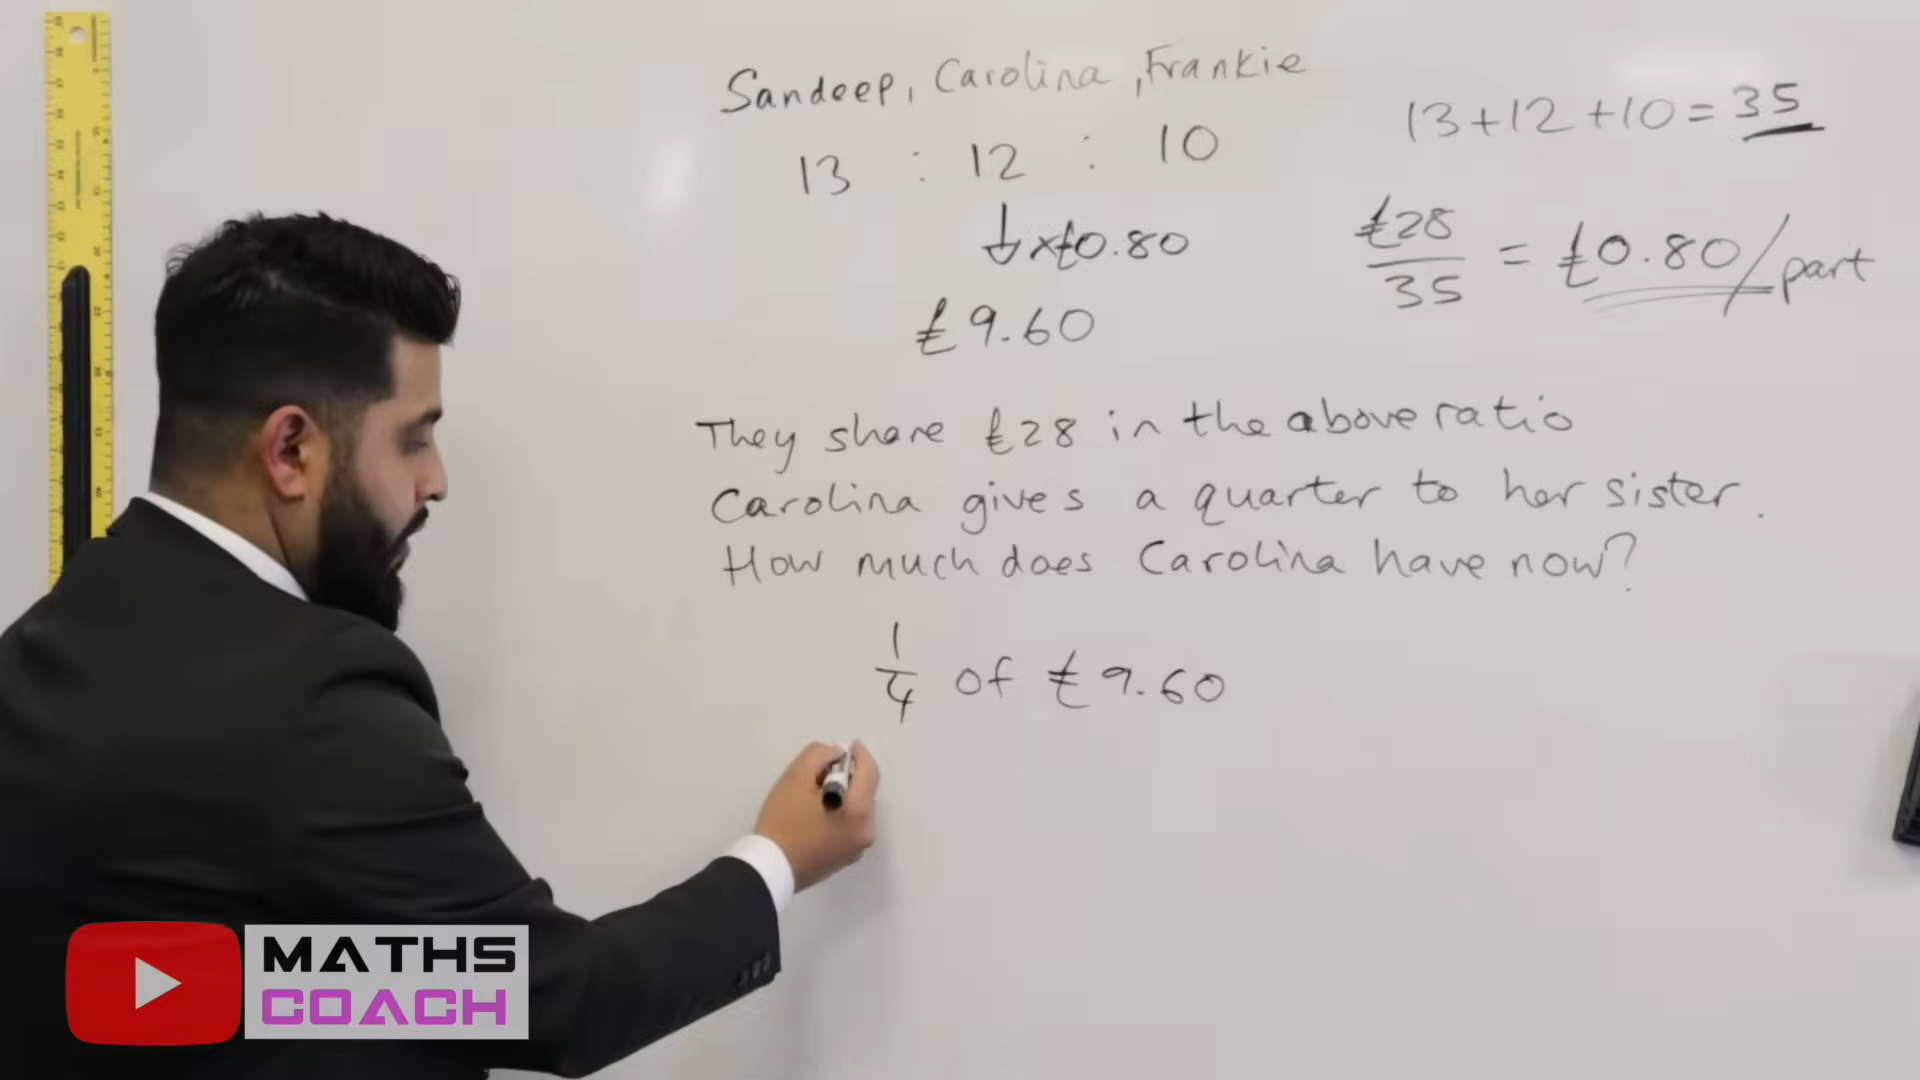 Sandeep, Carolina, Frankie
13 : 12 : 10
↓ x£0.80
£9.60
13+12+10=35
£28/35 = £0.80/part
They share £28 in the above ratio
Carolina gives a quarter to her sister.
How much does Carolina have now?
1/4 of £9.60
MATHS
COACH